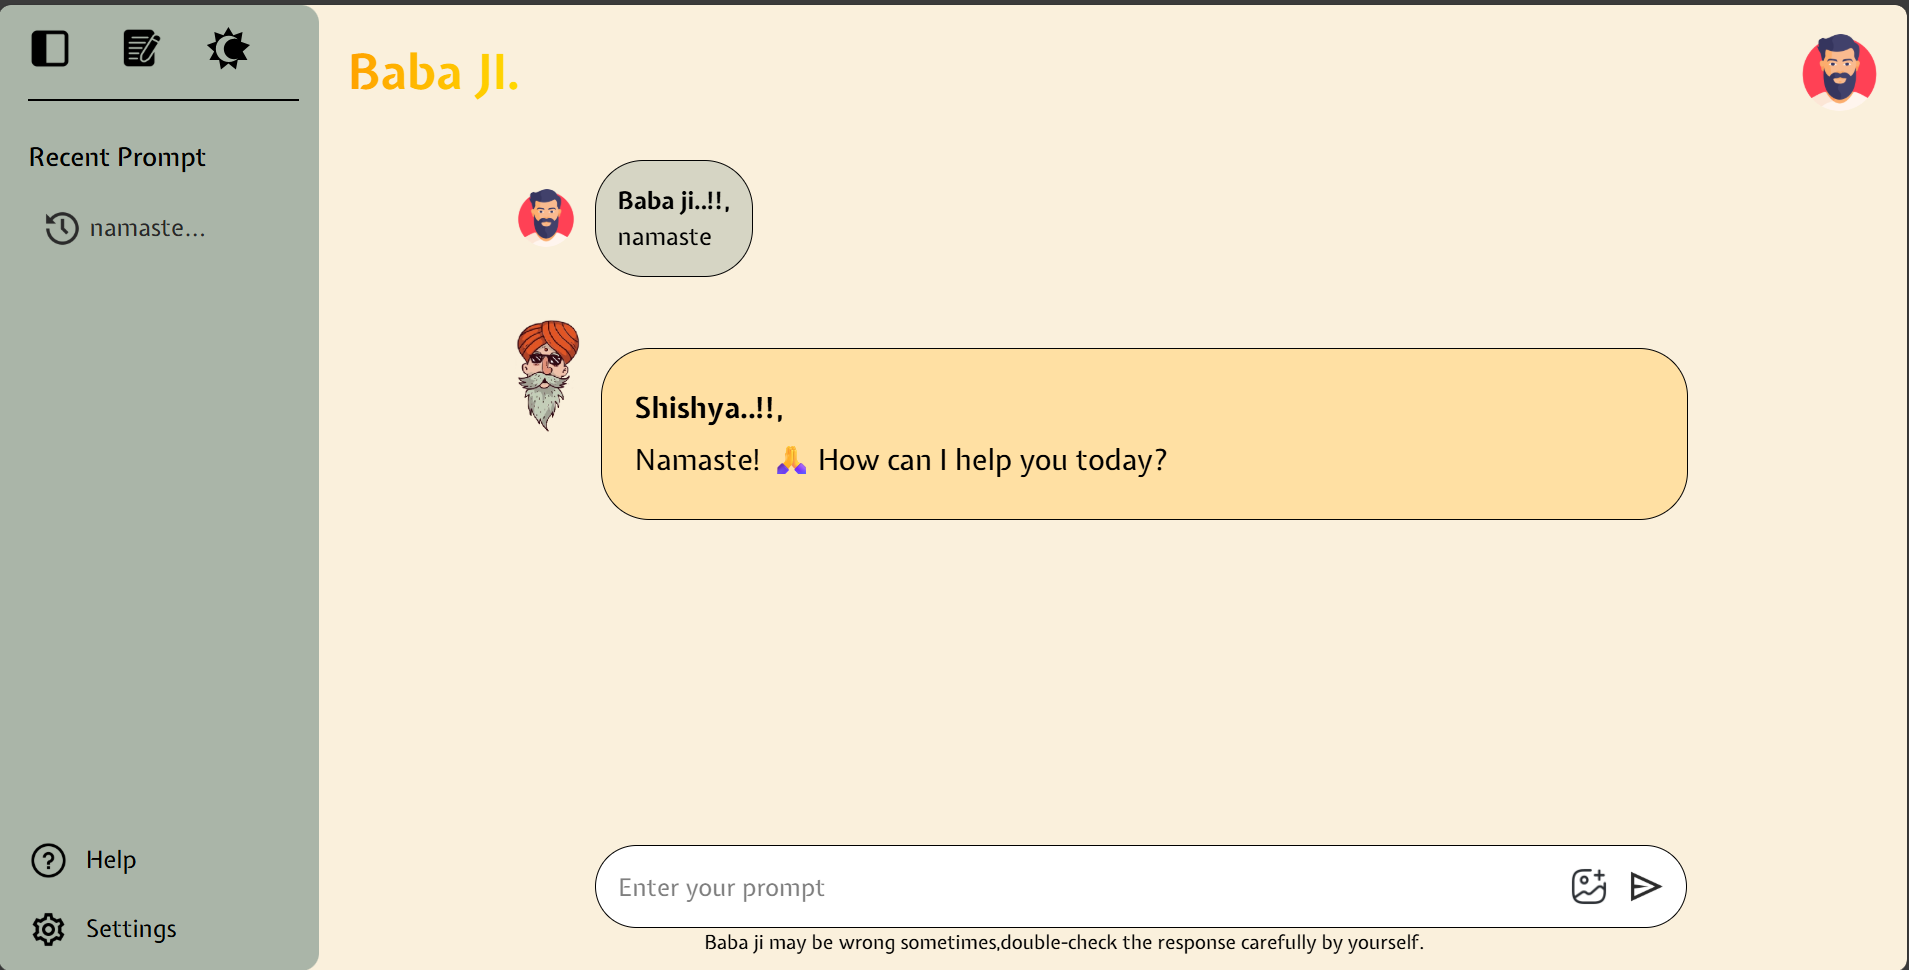 Baba JI.
Recent Prompt
namaste...
Baba ji..!!,
namaste
Shishya..!!,
Namaste! 🙏 How can I help you today?
Help
Settings
Enter your prompt
Baba ji may be wrong sometimes,double-check the response carefully by yourself.